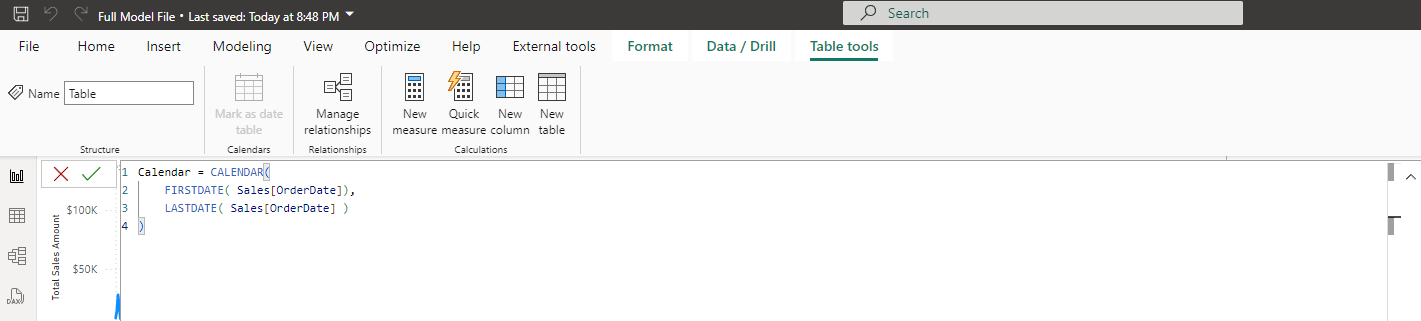 Full Model File • Last saved: Today at 8:48 PM
Search
File Home Insert Modeling View Optimize Help External tools Format Data / Drill Table tools
Name Table
Mark as date table
Manage relationships
New measure
Quick measure
New column
New table
Structure Calendars Relationships Calculations
1 Calendar = CALENDAR(
2 FIRSTDATE( Sales[OrderDate]),
3 LASTDATE( Sales[OrderDate] )
4 )
$100K
$50K
Total Sales Amount
DAX